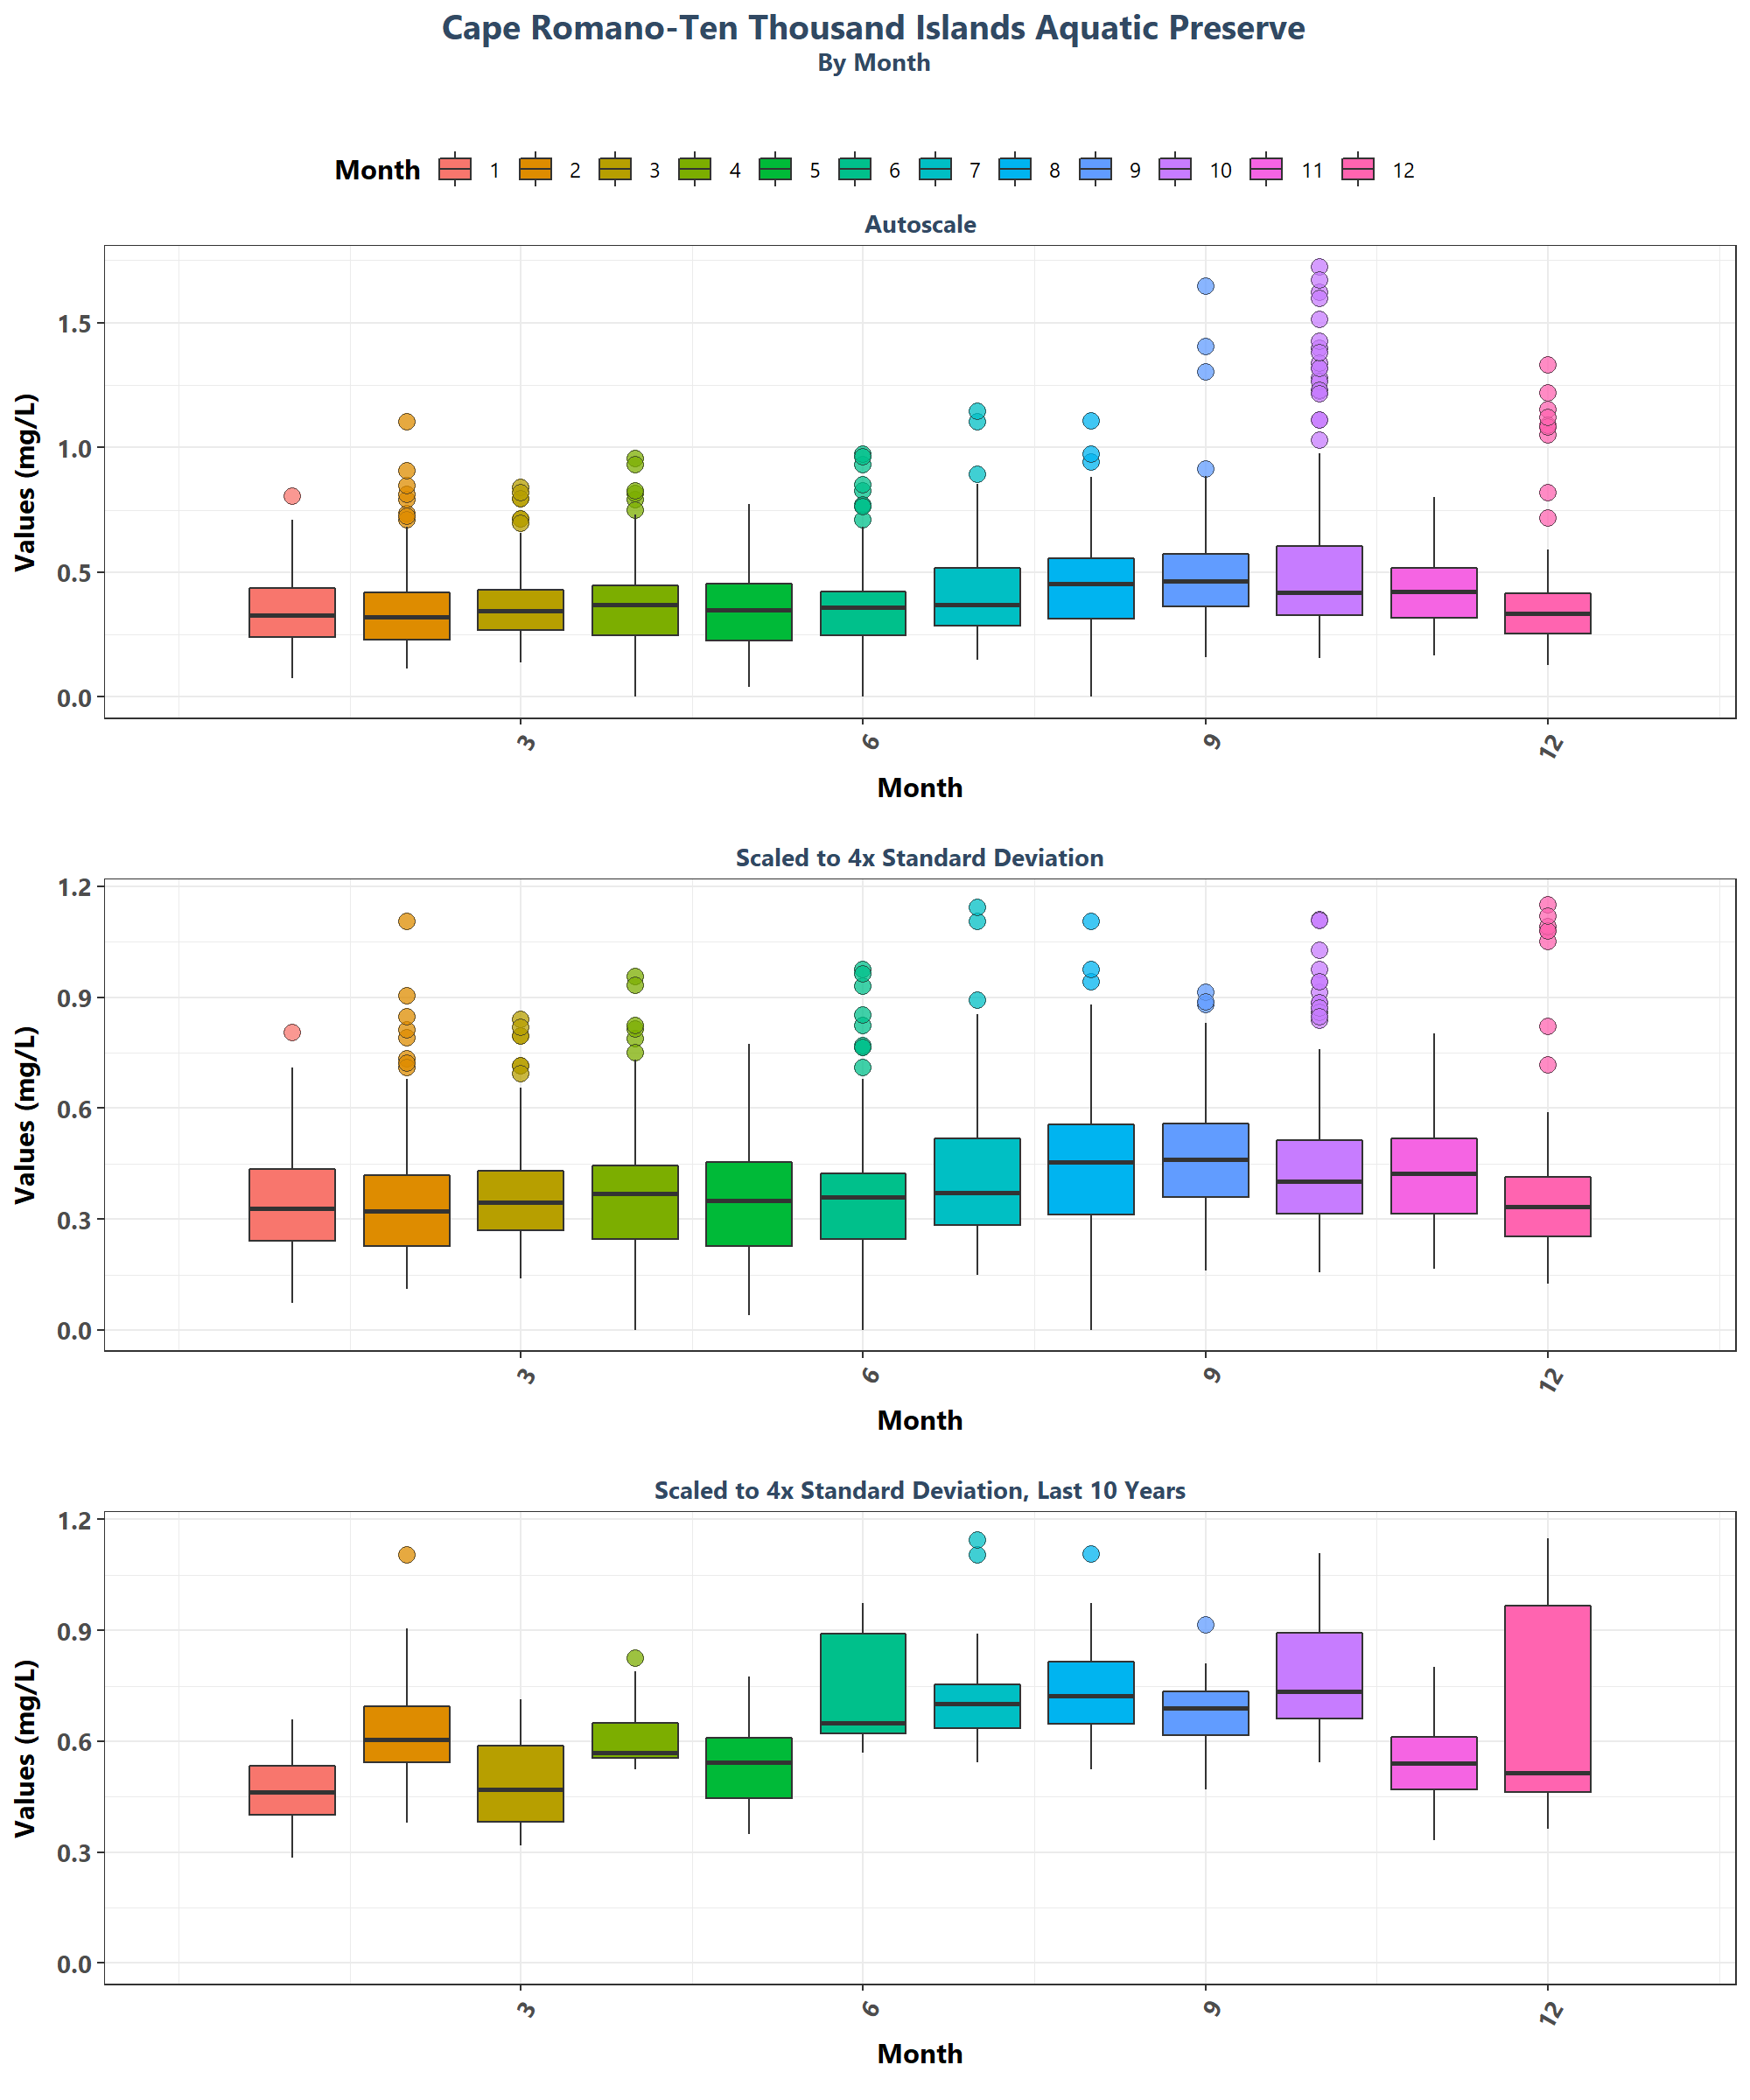 Cape Romano-Ten Thousand Islands Aquatic Preserve
By Month
Month 1 2 3 4 5 6 7 8 9 10 11 12
Autoscale
Values (mg/L)
1.5
1.0
0.5
0.0
3 6 9 12
Month
Scaled to 4x Standard Deviation
Values (mg/L)
1.2
0.9
0.6
0.3
0.0
3 6 9 12
Month
Scaled to 4x Standard Deviation, Last 10 Years
Values (mg/L)
1.2
0.9
0.6
0.3
0.0
3 6 9 12
Month